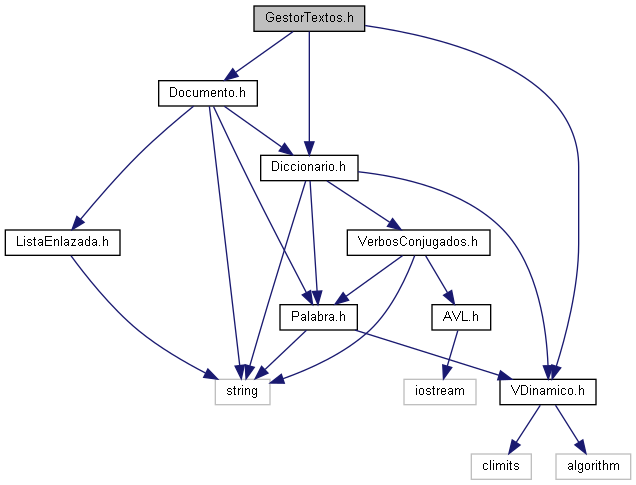 GestorTextos.h
Documento.h
Diccionario.h
ListaEnlazada.h
VerbosConjugados.h
Palabra.h
AVL.h
string
iostream
VDinamico.h
climits
algorithm